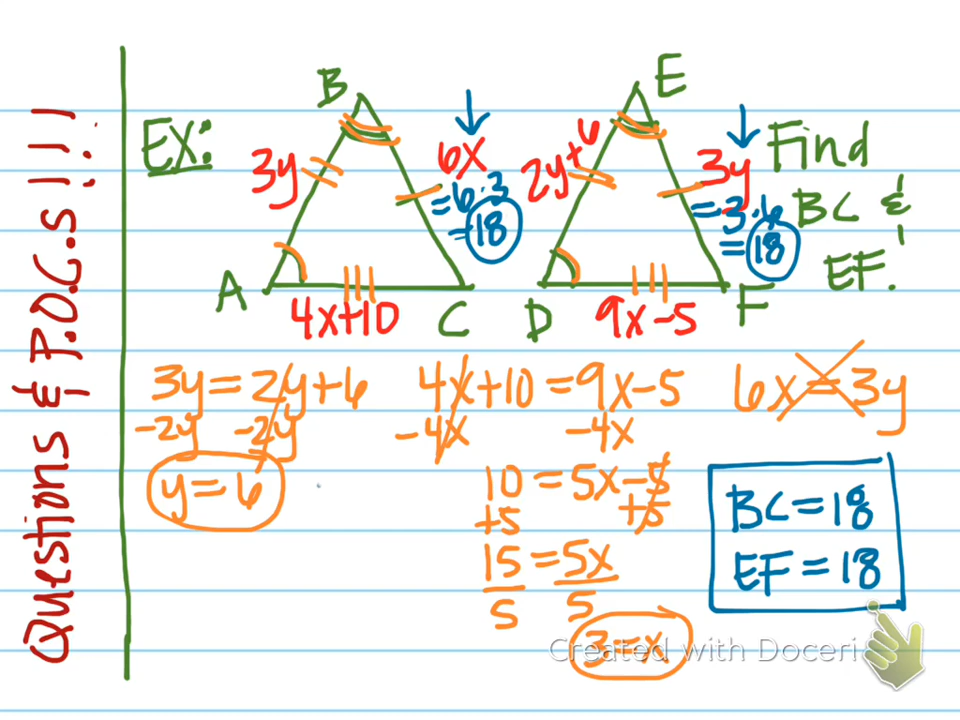 Questions & P.O.C.s !!!
EX:
B
E
3y
6x
= 6·3
= 18
2y+6
3y
= 3·6
= 18
Find
BC &
EF.
A
4x+10
C
D
9x-5
F
3y = 2y+6
-2y -2y
y = 6
4x+10 = 9x-5
-4x -4x
10 = 5x-5
+5 +5
15 = 5x
5 5
3 = x
6x = 3y
BC = 18
EF = 18
Created with Doceri